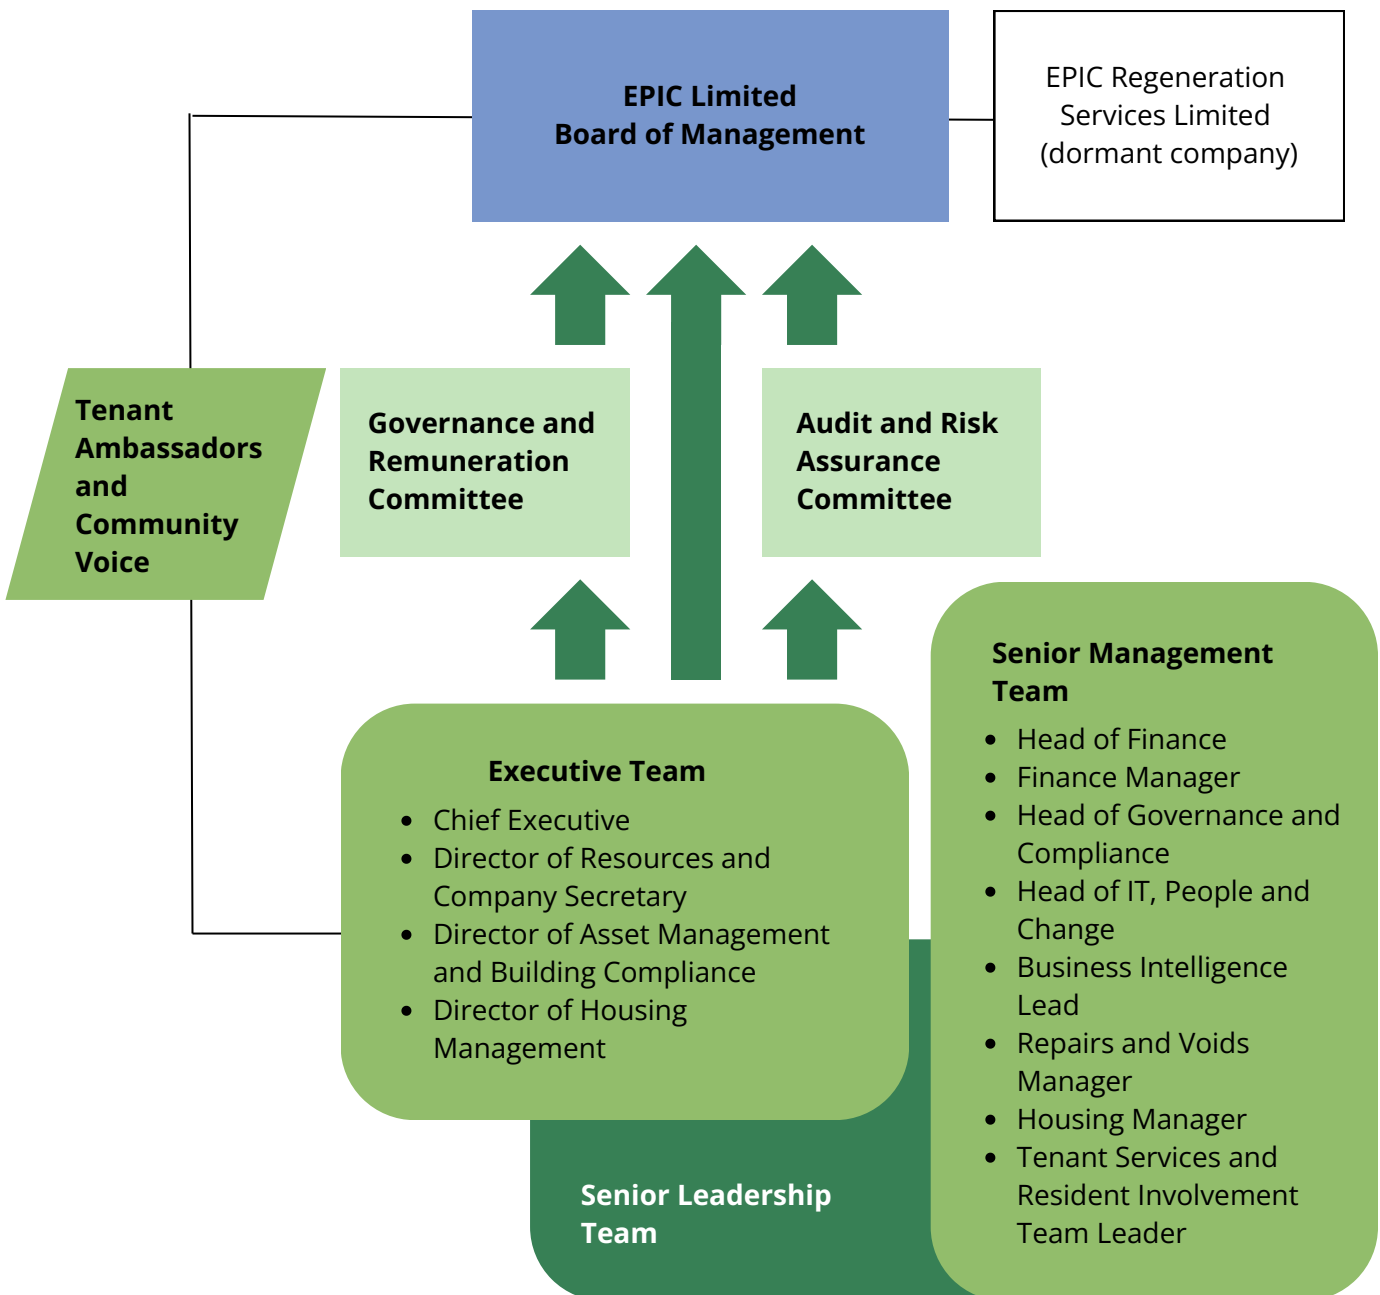 EPIC Limited
Board of Management
EPIC Regeneration
Services Limited
(dormant company)
Tenant
Ambassadors
and
Community
Voice
Governance and
Remuneration
Committee
Audit and Risk
Assurance
Committee
Executive Team
• Chief Executive
• Director of Resources and
Company Secretary
• Director of Asset Management
and Building Compliance
• Director of Housing
Management
Senior Management
Team
• Head of Finance
• Finance Manager
• Head of Governance and
Compliance
• Head of IT, People and
Change
• Business Intelligence
Lead
• Repairs and Voids
Manager
• Housing Manager
• Tenant Services and
Resident Involvement
Team Leader
Senior Leadership
Team